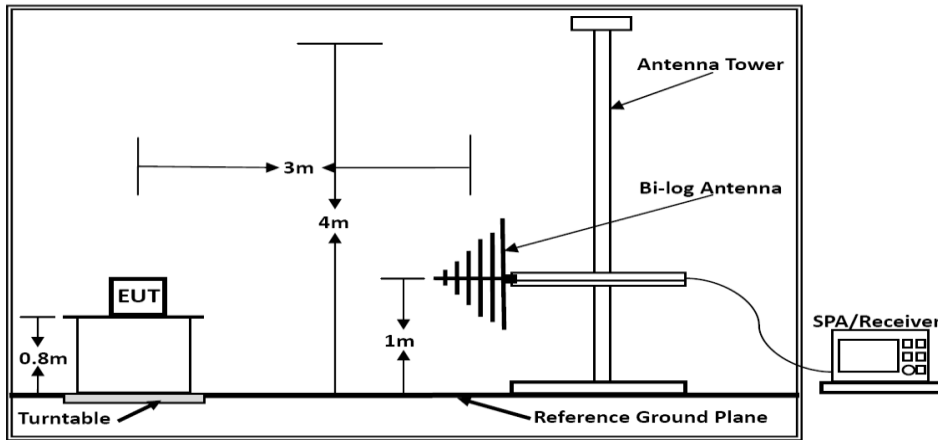 Antenna Tower
3m
Bi-log Antenna
4m
EUT
SPA/Receiver
0.8m
1m
Turntable
Reference Ground Plane